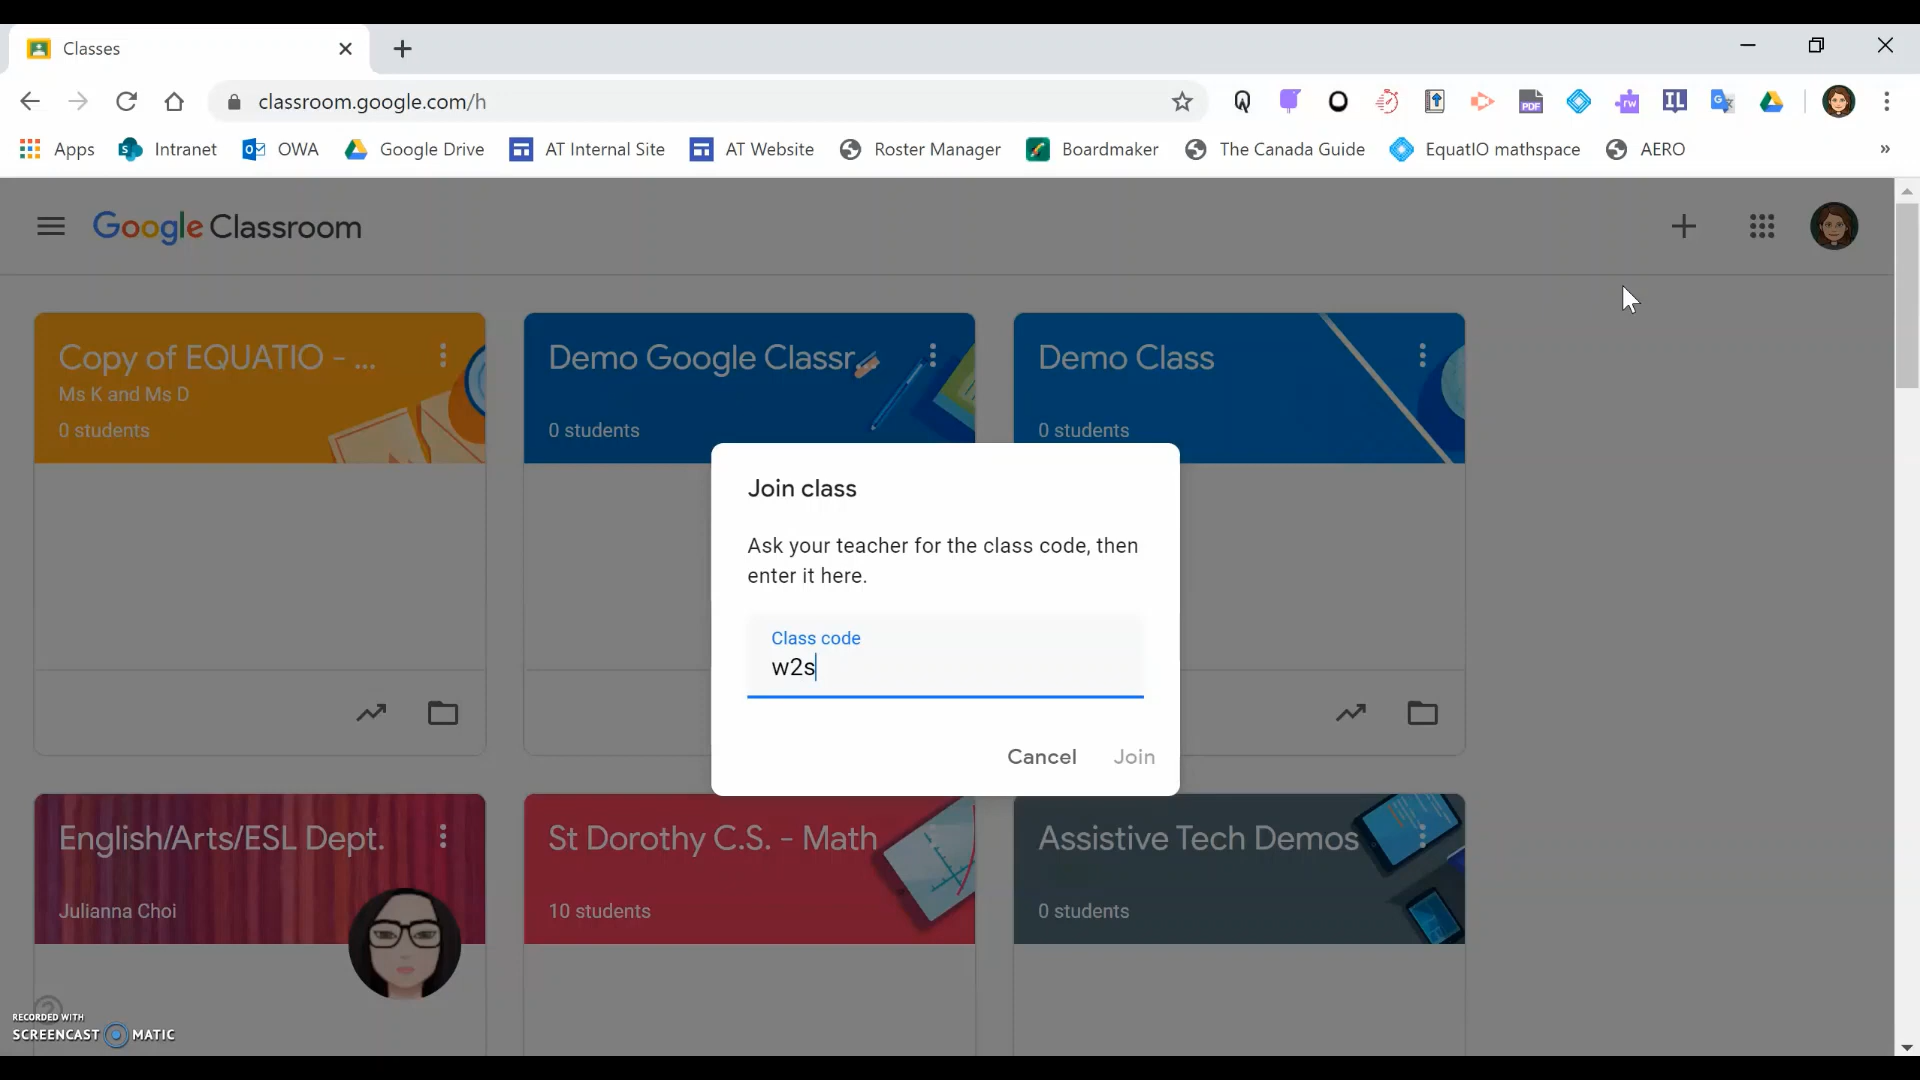 Classes
classroom.google.com/h
PDF
rw
IL
Apps
Intranet
OWA
Google Drive
AT Internal Site
AT Website
Roster Manager
Boardmaker
The Canada Guide
EquatIO mathspace
AERO
»
Google Classroom
Copy of EQUATIO - ...
Ms K and Ms D
0 students
Demo Google Classr...
0 students
Demo Class
0 students
Join class
Ask your teacher for the class code, then
enter it here.
Class code
w2s
Cancel
Join
English/Arts/ESL Dept.
Julianna Choi
St Dorothy C.S. - Math
10 students
Assistive Tech Demos
0 students
RECORDED WITH
SCREENCAST MATIC